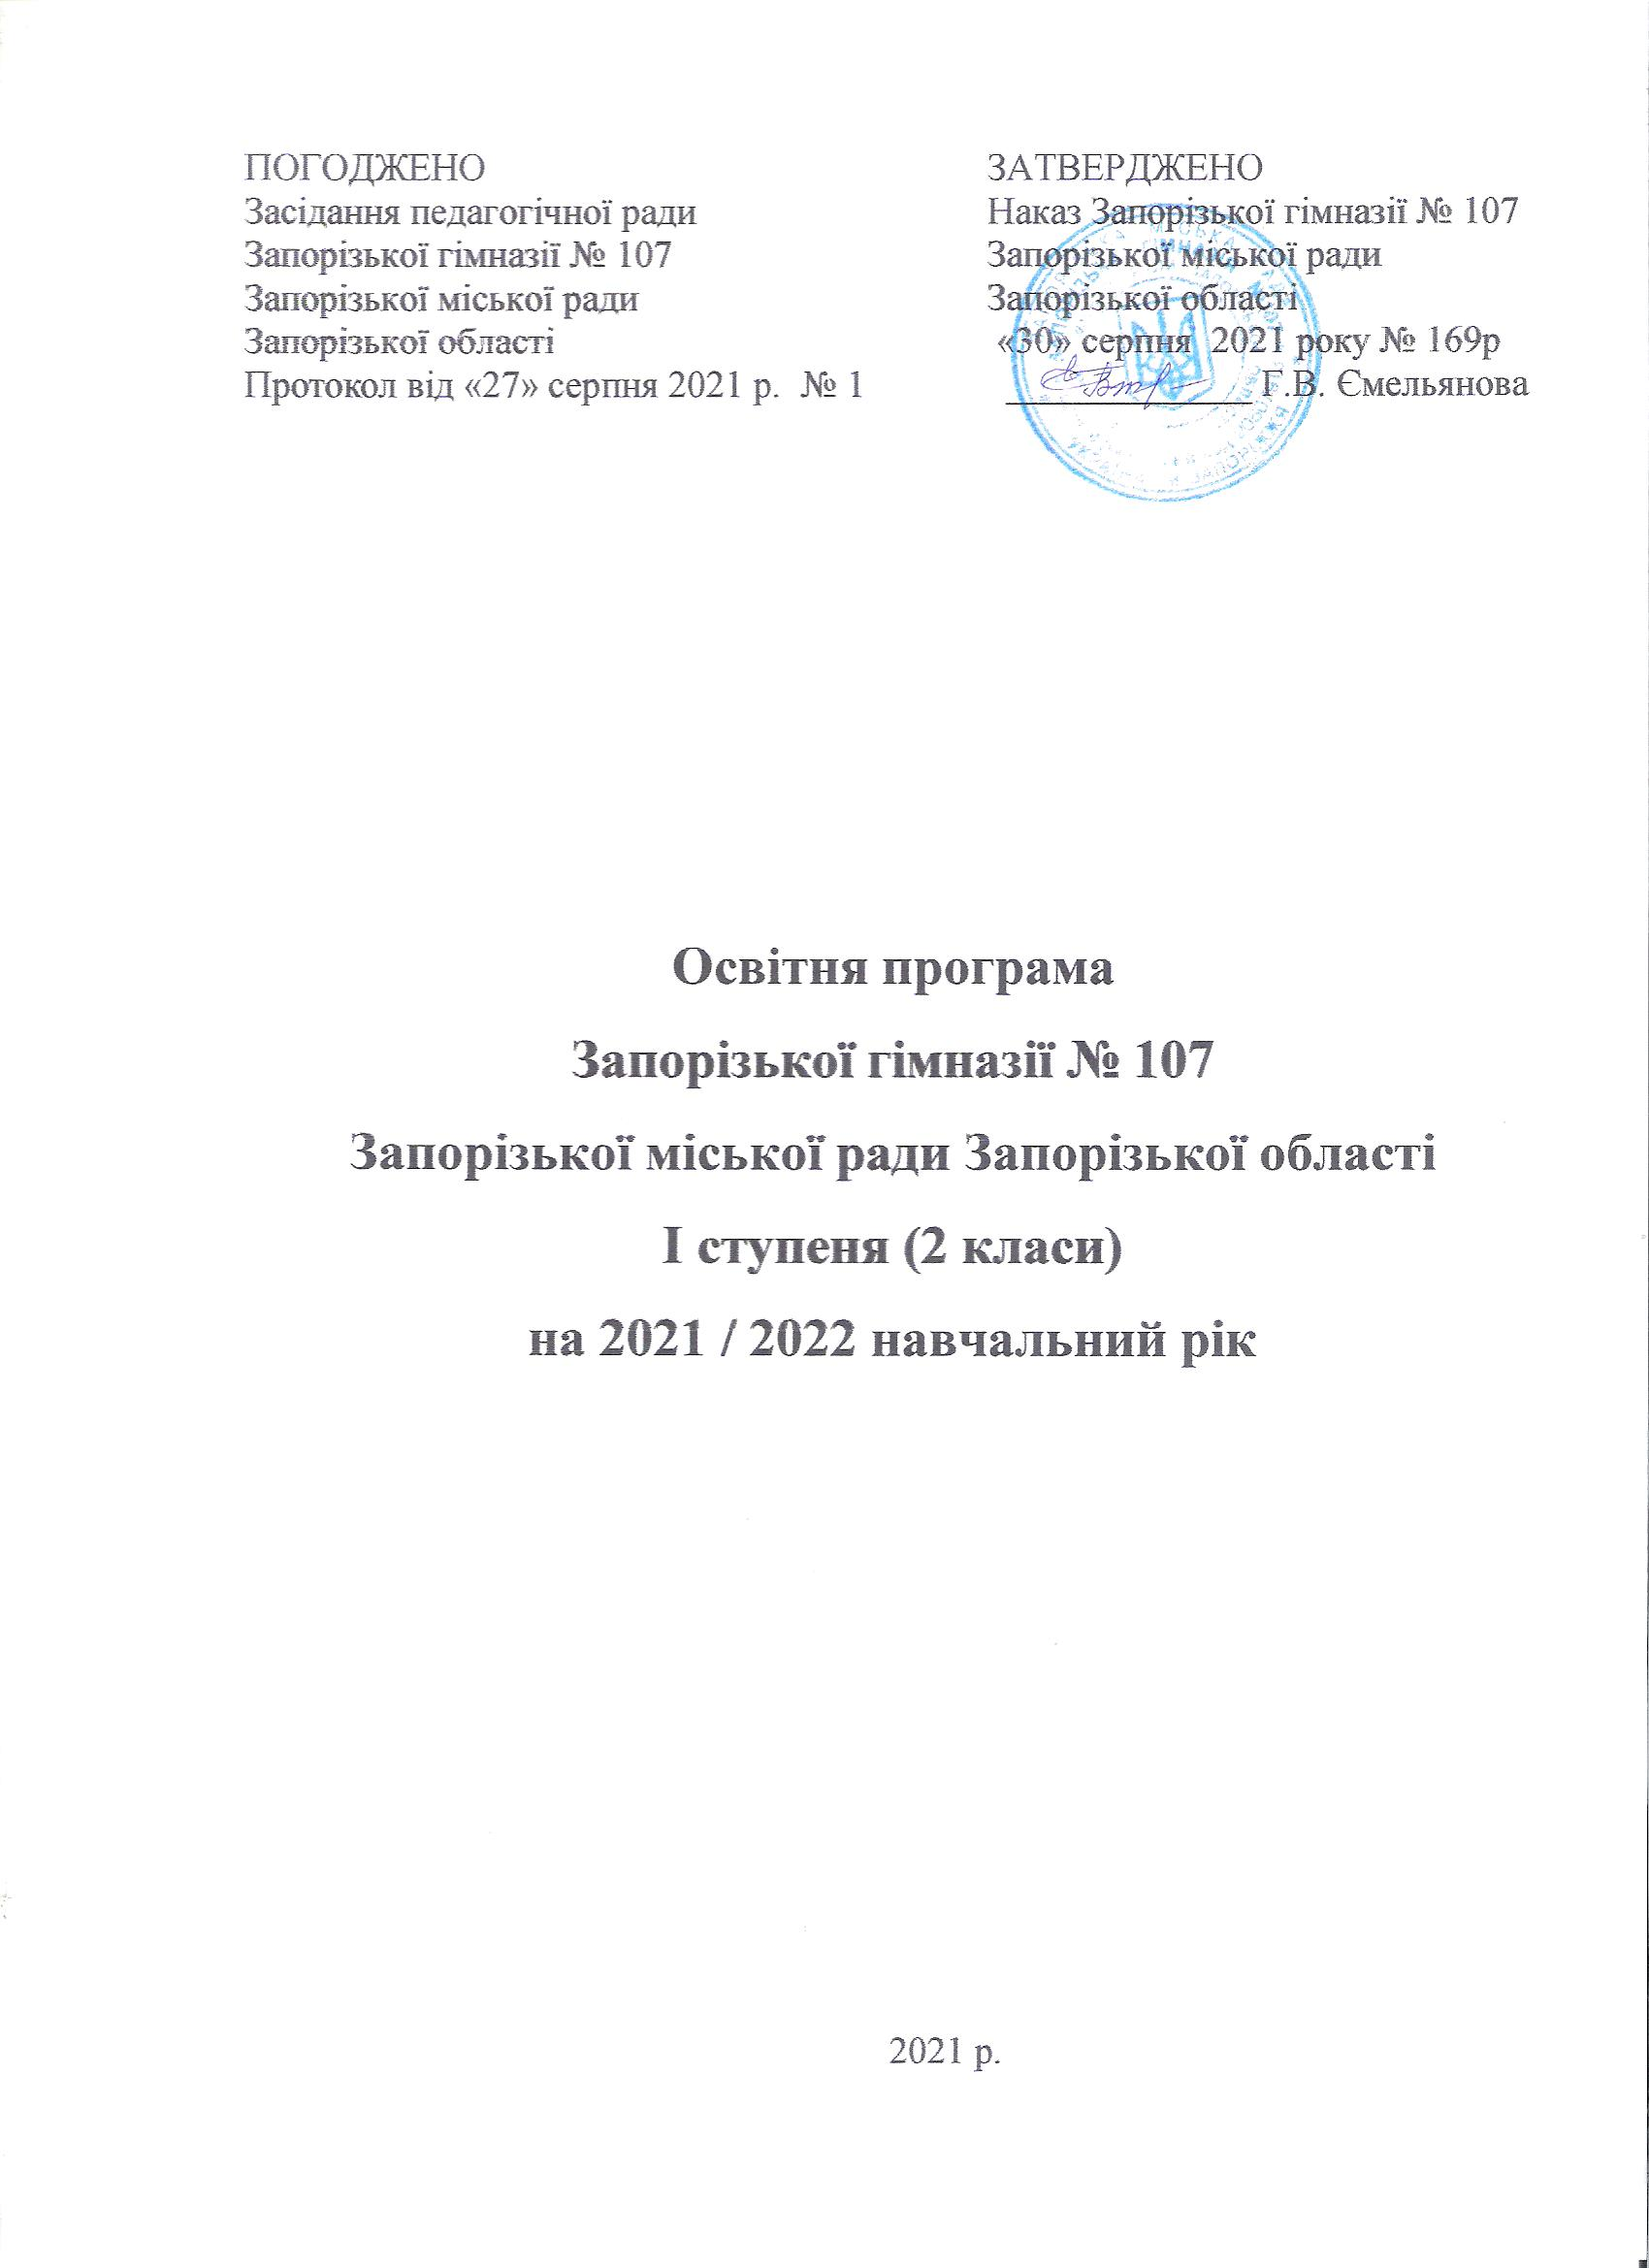 ПОГОДЖЕНО
Засідання педагогічної ради
Запорізької гімназії № 107
Запорізької міської ради
Запорізької області
Протокол від «27» серпня 2021 р. № 1
ЗАТВЕРДЖЕНО
Наказ Запорізької гімназії № 107
Запорізької міської ради
Запорізької області
«30» серпня 2021 року № 169р
Г.В. Ємельянова
Освітня програма
Запорізької гімназії № 107
Запорізької міської ради Запорізької області
І ступеня (2 класи)
на 2021 / 2022 навчальний рік
2021 р.